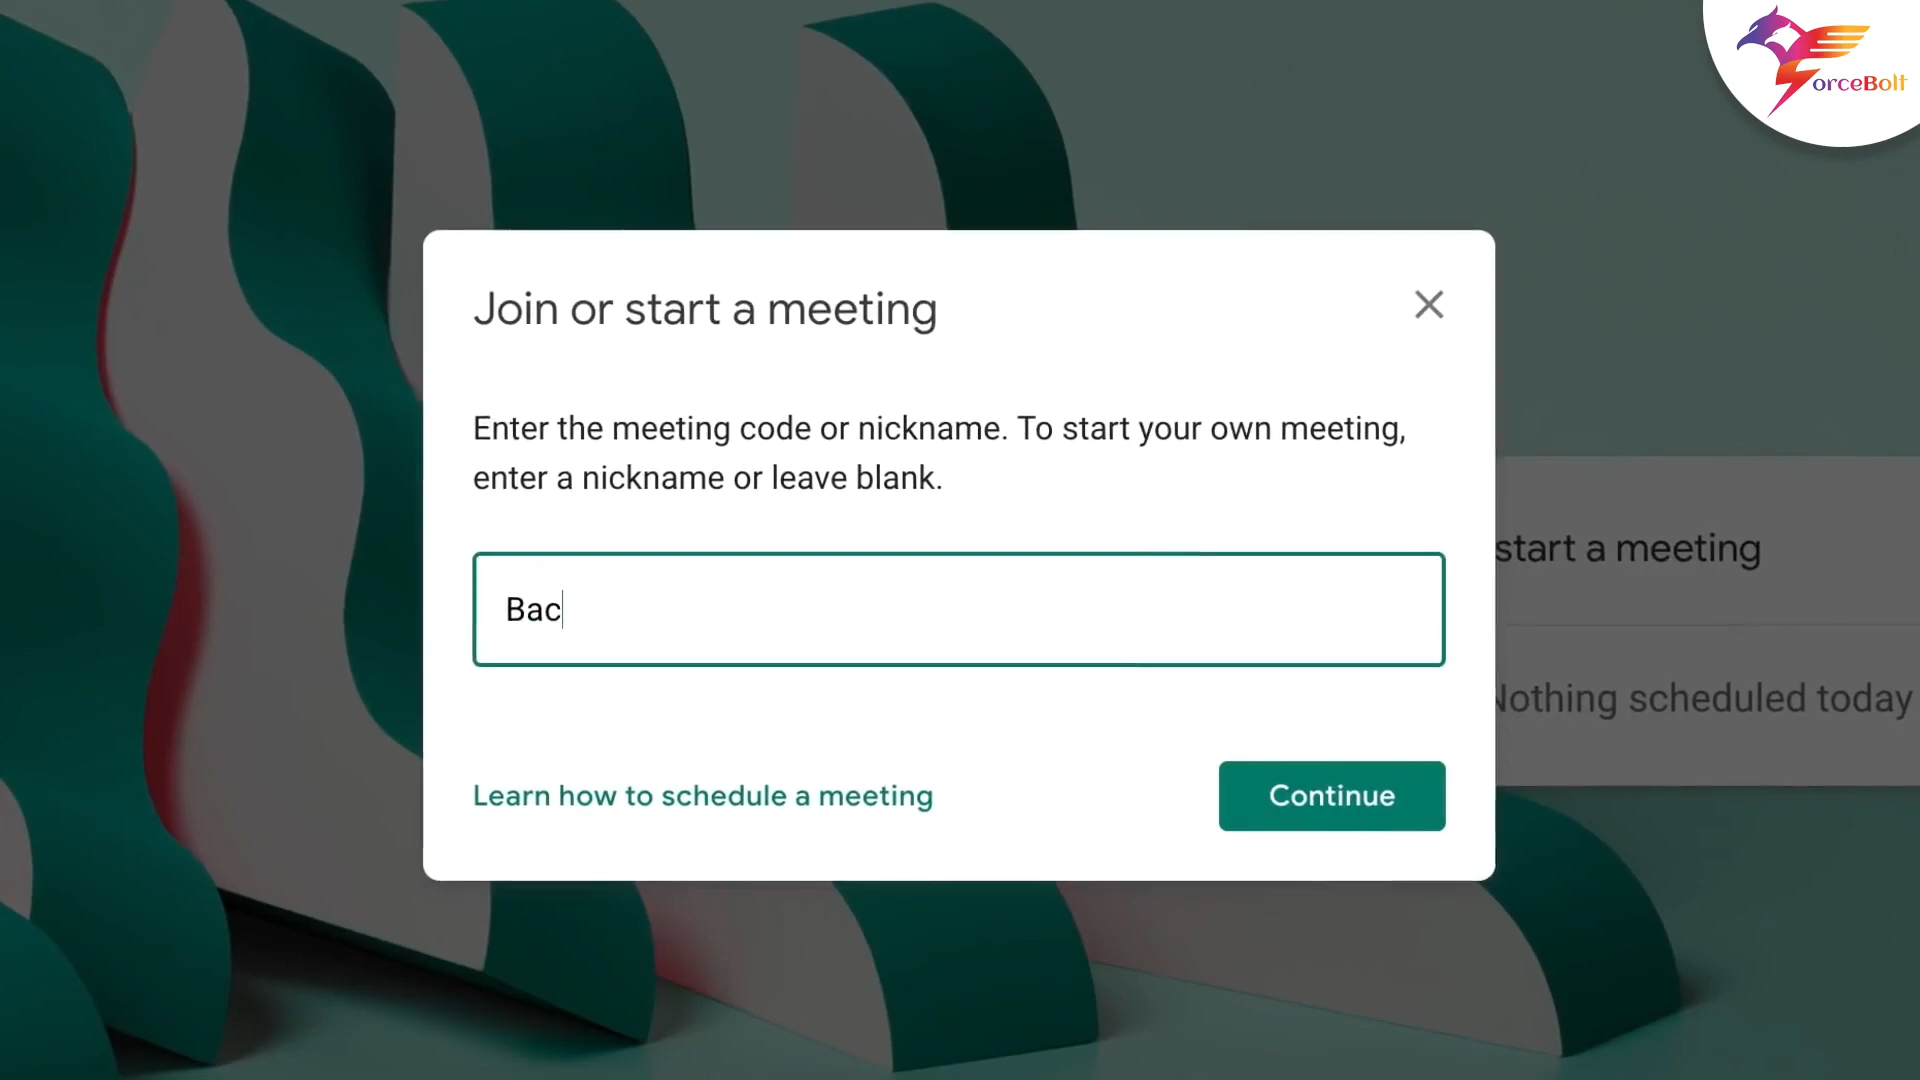 orceBolt
Join or start a meeting
Enter the meeting code or nickname. To start your own meeting,
enter a nickname or leave blank.
start a meeting
Bac
Nothing scheduled today
Learn how to schedule a meeting
Continue